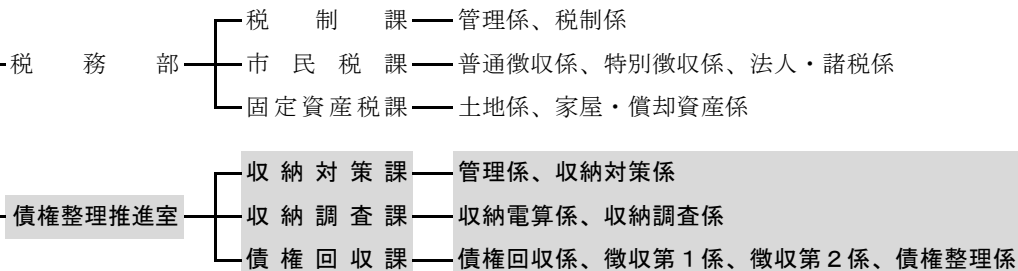 税制課 管理係、税制係
税務部 市民税課 普通徴収係、特別徴収係、法人・諸税係
固定資産税課 土地係、家屋・償却資産係
収納対策課 管理係、収納対策係
債権整理推進室 収納調査課 収納電算係、収納調査係
債権回収課 債権回収係、徴収第１係、徴収第２係、債権整理係